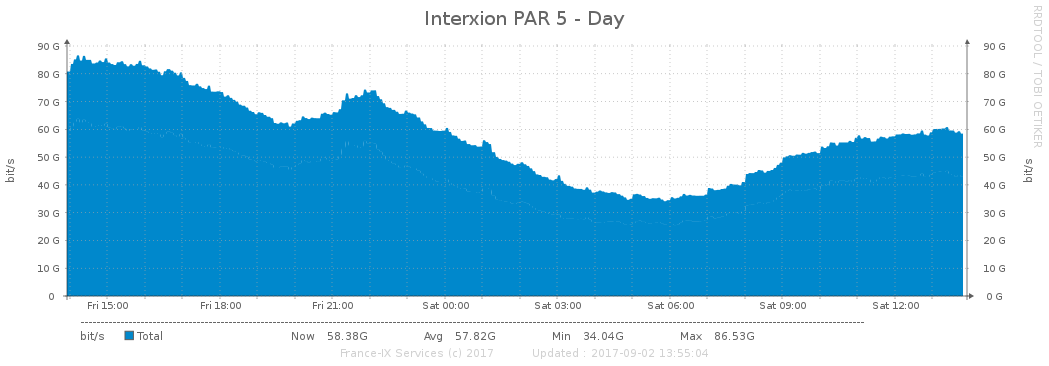 Interxion PAR 5 - Day
RRDTOOL / TOBI OETIKER
bit/s
90 G 90 G
80 G 80 G
70 G 70 G
60 G 60 G
50 G 50 G
40 G 40 G
30 G 30 G
20 G 20 G
10 G 10 G
0 0 G
bit/s
Fri 15:00 Fri 18:00 Fri 21:00 Sat 00:00 Sat 03:00 Sat 06:00 Sat 09:00 Sat 12:00
bit/s Total Now 58.38G Avg 57.82G Min 34.04G Max 86.53G
France-IX Services (c) 2017 Updated : 2017-09-02 13:55:04